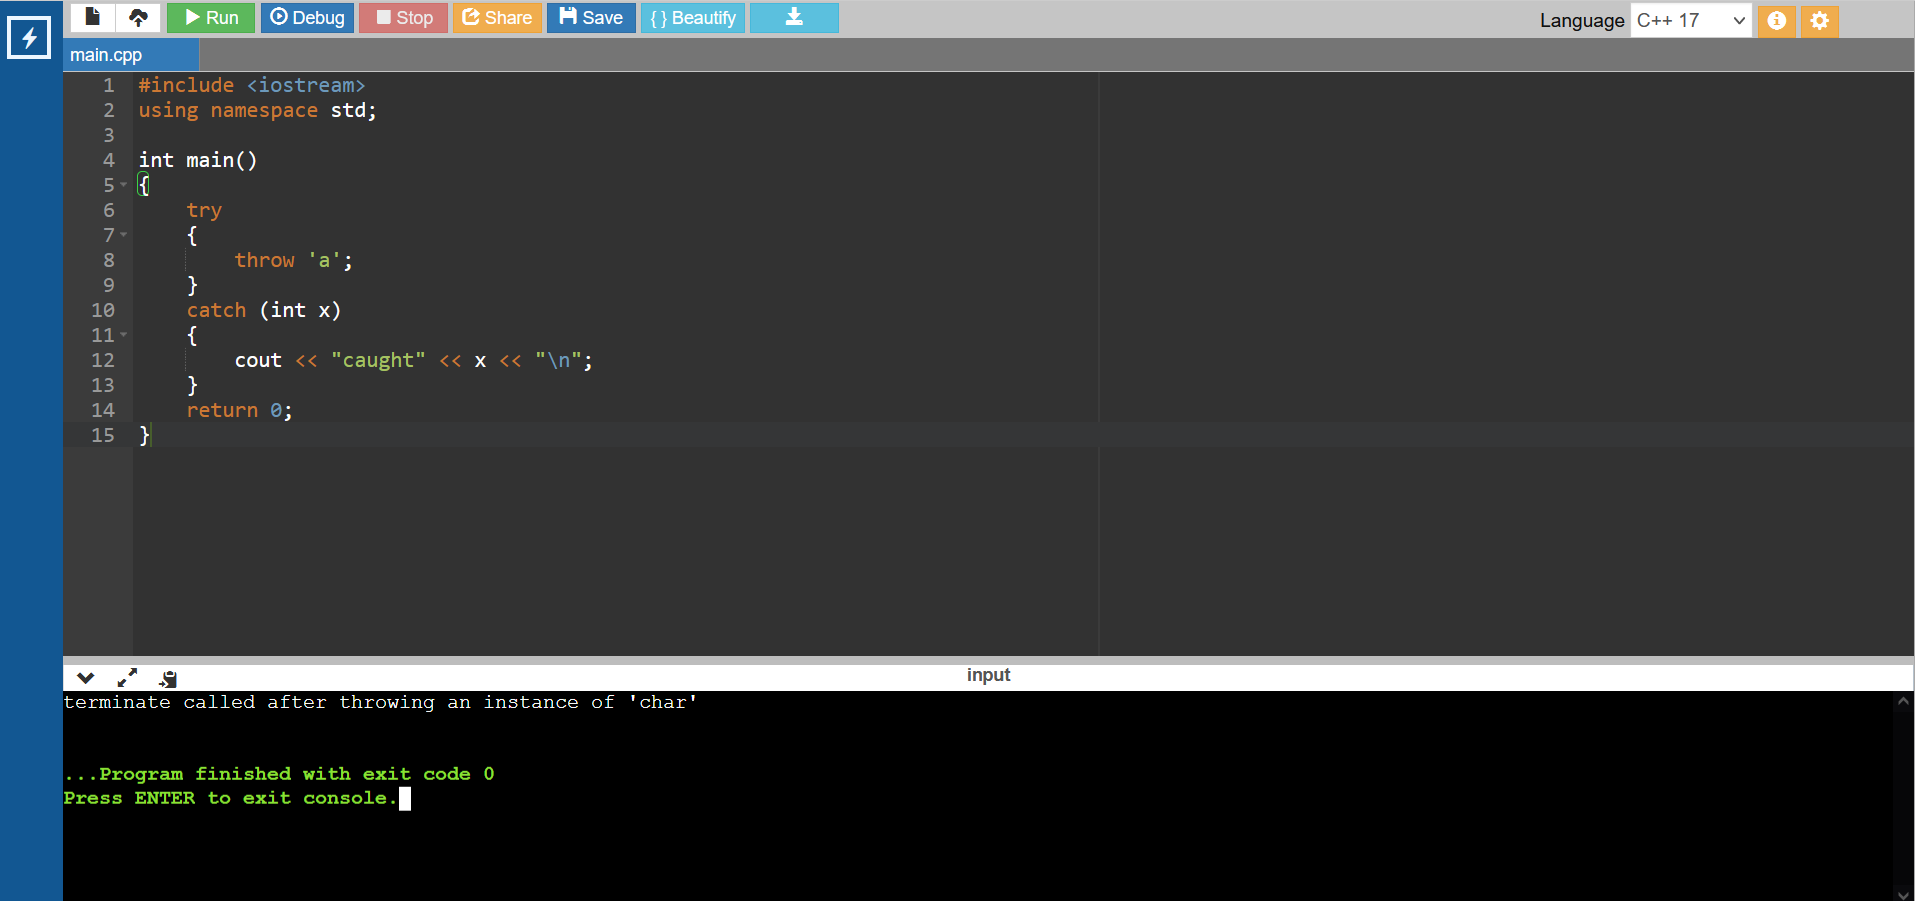 Run Debug Stop Share Save { } Beautify Language C++ 17
main.cpp
1 #include <iostream>
2 using namespace std;
3
4 int main()
5 {
6     try
7     {
8         throw 'a';
9     }
10     catch (int x)
11     {
12         cout << "caught" << x << "\n";
13     }
14     return 0;
15 }
input
terminate called after throwing an instance of 'char'
...Program finished with exit code 0
Press ENTER to exit console.